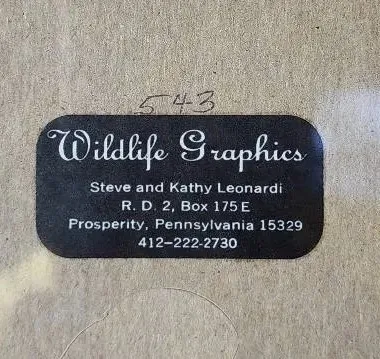 543
Wildlife Graphics
Steve and Kathy Leonardi
R. D. 2, Box 175 E
Prosperity, Pennsylvania 15329
412-222-2730